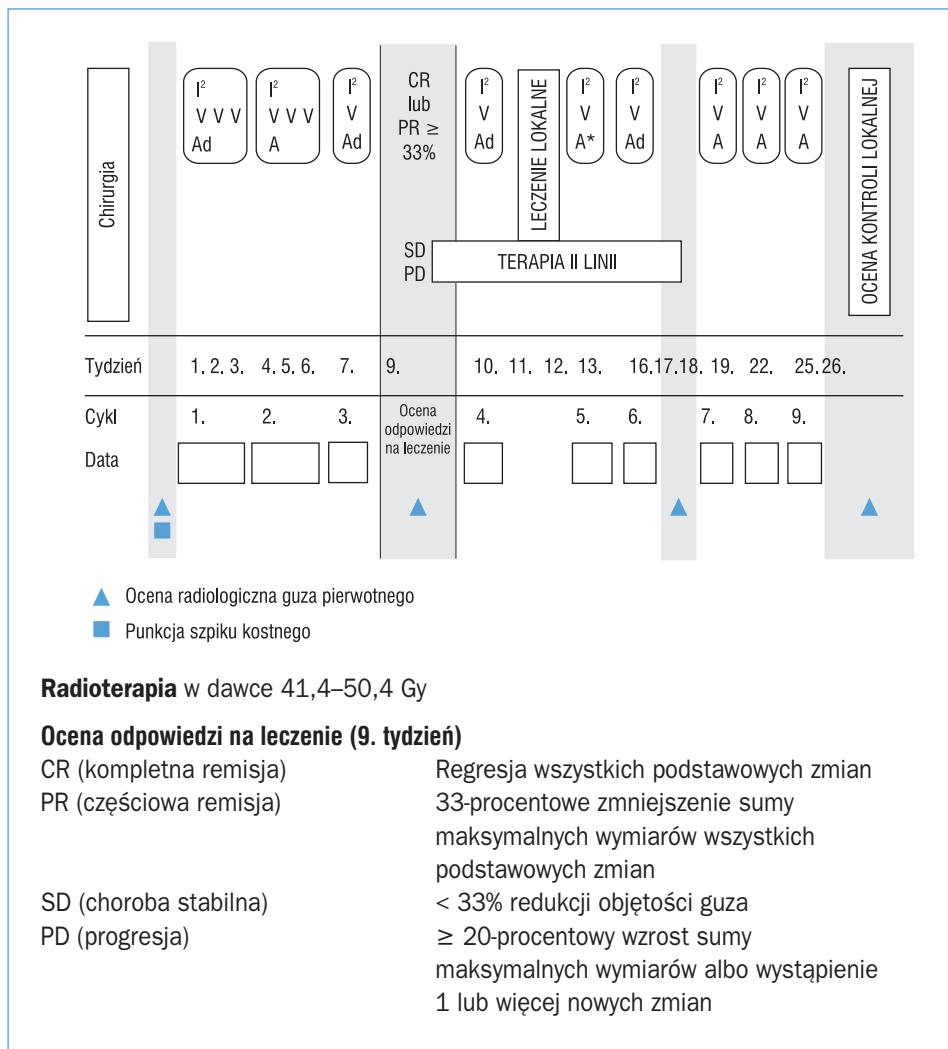 Chirurgia
I²
V V V
Ad
I²
V V V
A
I²
V
Ad
CR
lub
PR ≥
33%
I²
V
Ad
LECZENIE LOKALNE
I²
V
A*
I²
V
Ad
I²
V
A
I²
V
A
I²
V
A
OCENA KONTROLI LOKALNEJ
SD
PD
TERAPIA II LINII
Tydzień 1. 2. 3. 4. 5. 6. 7. 9. 10. 11. 12. 13. 16. 17. 18. 19. 22. 25. 26.
Cykl 1. 2. 3. Ocena odpowiedzi na leczenie 4. 5. 6. 7. 8. 9.
Data
Ocena radiologiczna guza pierwotnego
Punkcja szpiku kostnego
Radioterapia w dawce 41,4–50,4 Gy
Ocena odpowiedzi na leczenie (9. tydzień)
CR (kompletna remisja) Regresja wszystkich podstawowych zmian
PR (częściowa remisja) 33-procentowe zmniejszenie sumy
maksymalnych wymiarów wszystkich
podstawowych zmian
SD (choroba stabilna) < 33% redukcji objętości guza
PD (progresja) ≥ 20-procentowy wzrost sumy
maksymalnych wymiarów albo wystąpienie
1 lub więcej nowych zmian